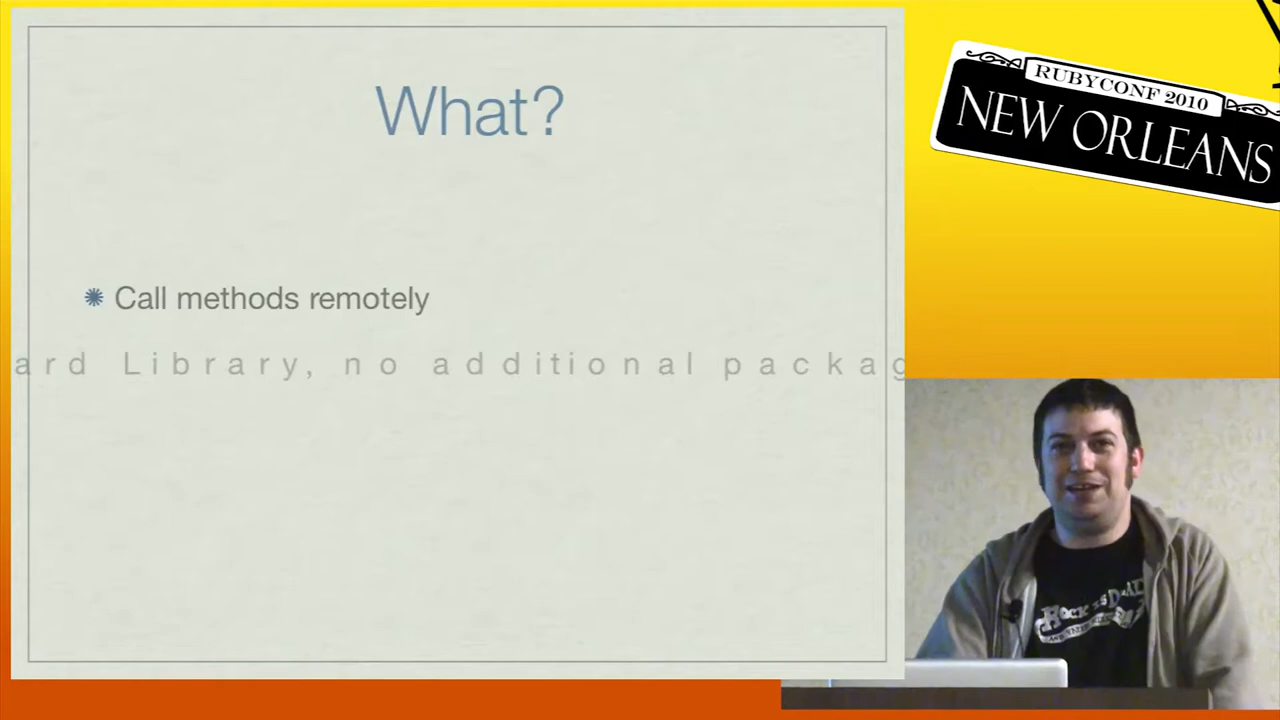 What?
Call methods remotely
ard Library, no additional packag
RUBYCONF 2010
NEW ORLEANS